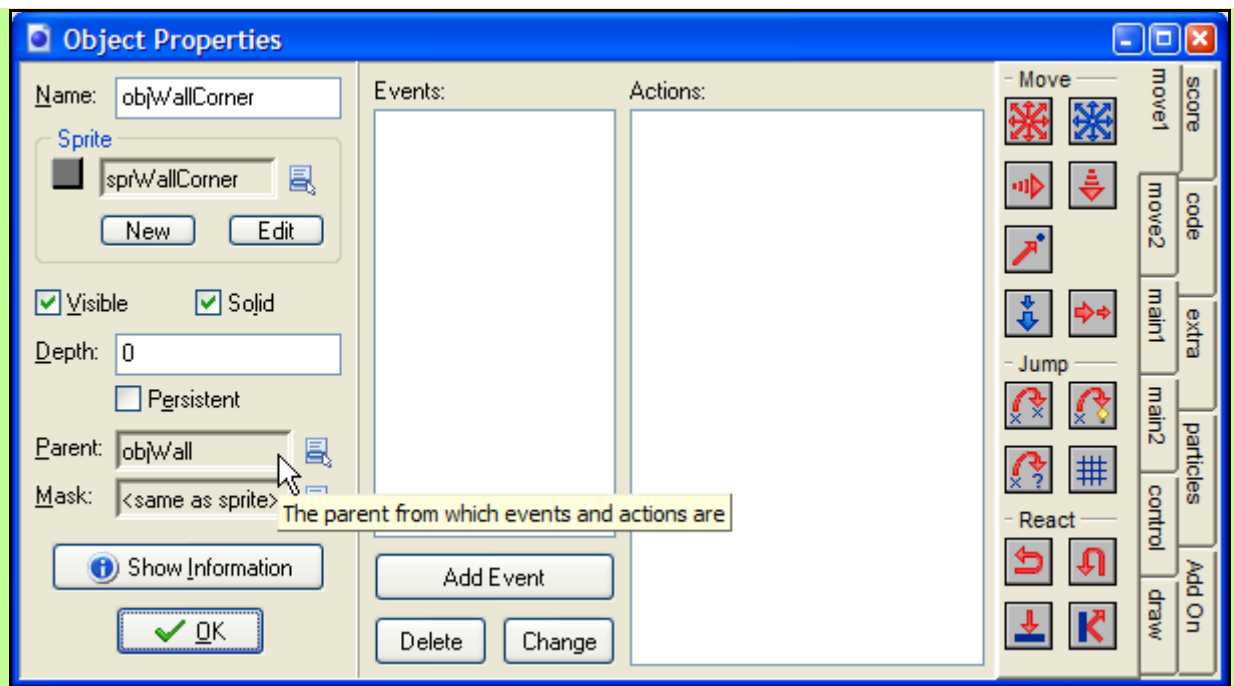 Object Properties
Name: objWallCorner
Sprite
sprWallCorner
New Edit
Visible Solid
Depth: 0
Persistent
Parent: objWall
Mask: <same as sprite>
The parent from which events and actions are
Show Information
OK
Events:
Add Event
Delete Change
Actions:
Move
Jump
React
move1
move2
main1
main2
control
draw
score
code
extra
particles
Add On